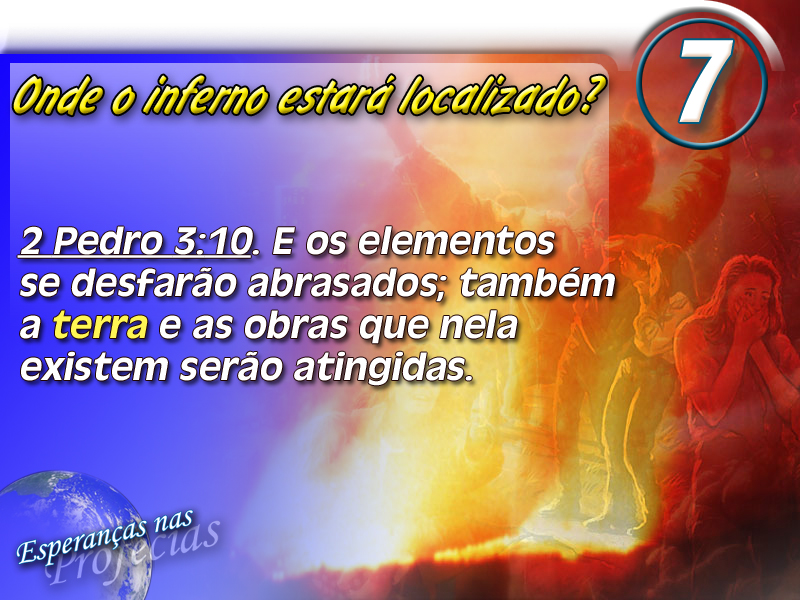 7
Onde o inferno estará localizado?
2 Pedro 3:10. E os elementos
se desfarão abrasados; também
a terra e as obras que nela
existem serão atingidas.
Esperanças nas
Profecias